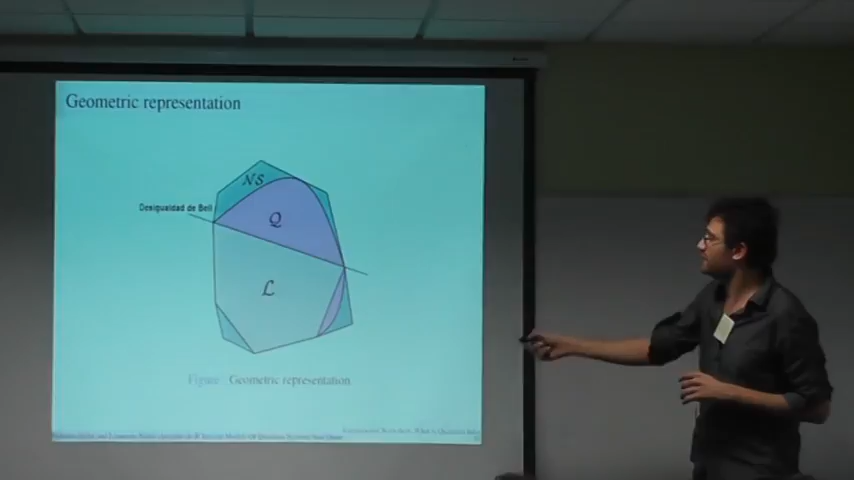 Geometric representation
NS
Desigualdad de Bell
Q
L
Figure: Geometric representation